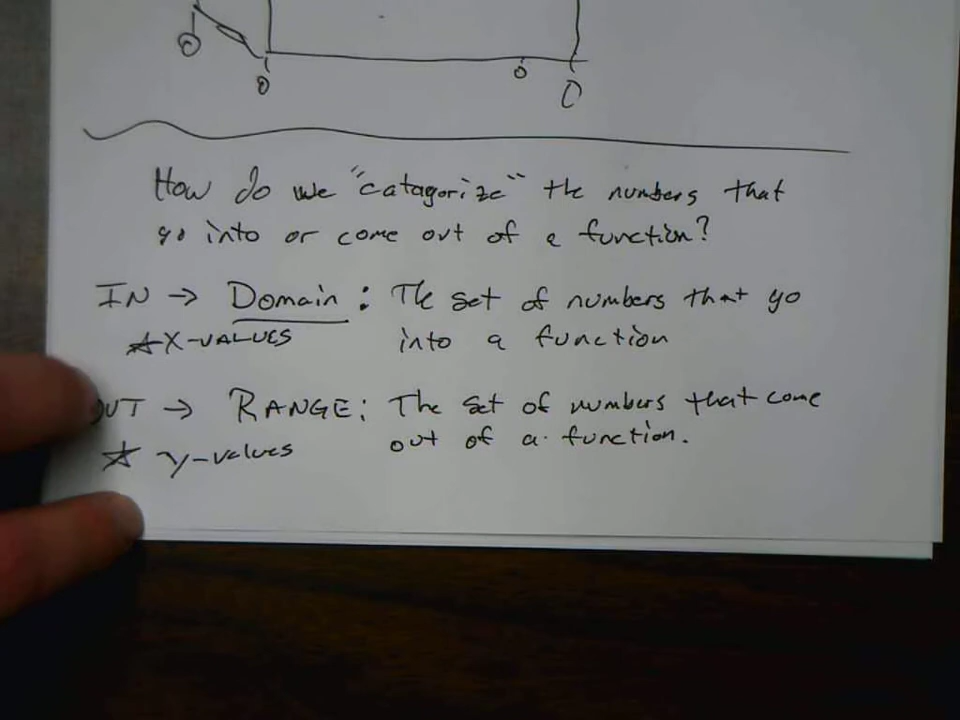 How do we "catagorize" the numbers that
go into or come out of a function?
IN → Domain : The set of numbers that go
☆X-VALUES into a function
OUT → RANGE: The set of numbers that come
☆ y-values out of a function.